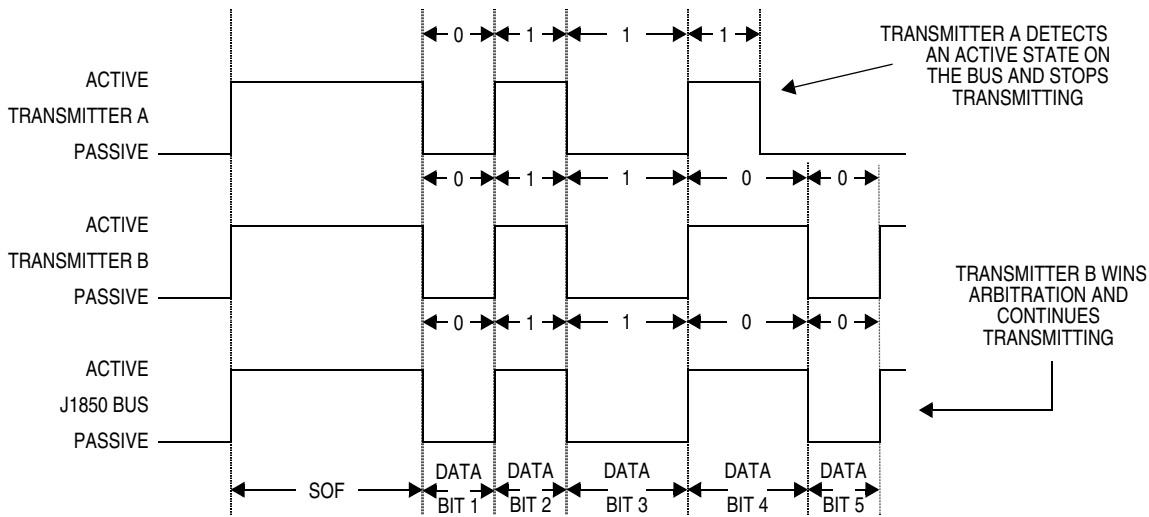 0 1 1 1
TRANSMITTER A DETECTS
AN ACTIVE STATE ON
THE BUS AND STOPS
TRANSMITTING
ACTIVE
TRANSMITTER A
PASSIVE
0 1 1 0 0
ACTIVE
TRANSMITTER B
PASSIVE
TRANSMITTER B WINS
ARBITRATION AND
CONTINUES
TRANSMITTING
0 1 1 0 0
ACTIVE
J1850 BUS
PASSIVE
SOF
DATA
BIT 1
DATA
BIT 2
DATA
BIT 3
DATA
BIT 4
DATA
BIT 5